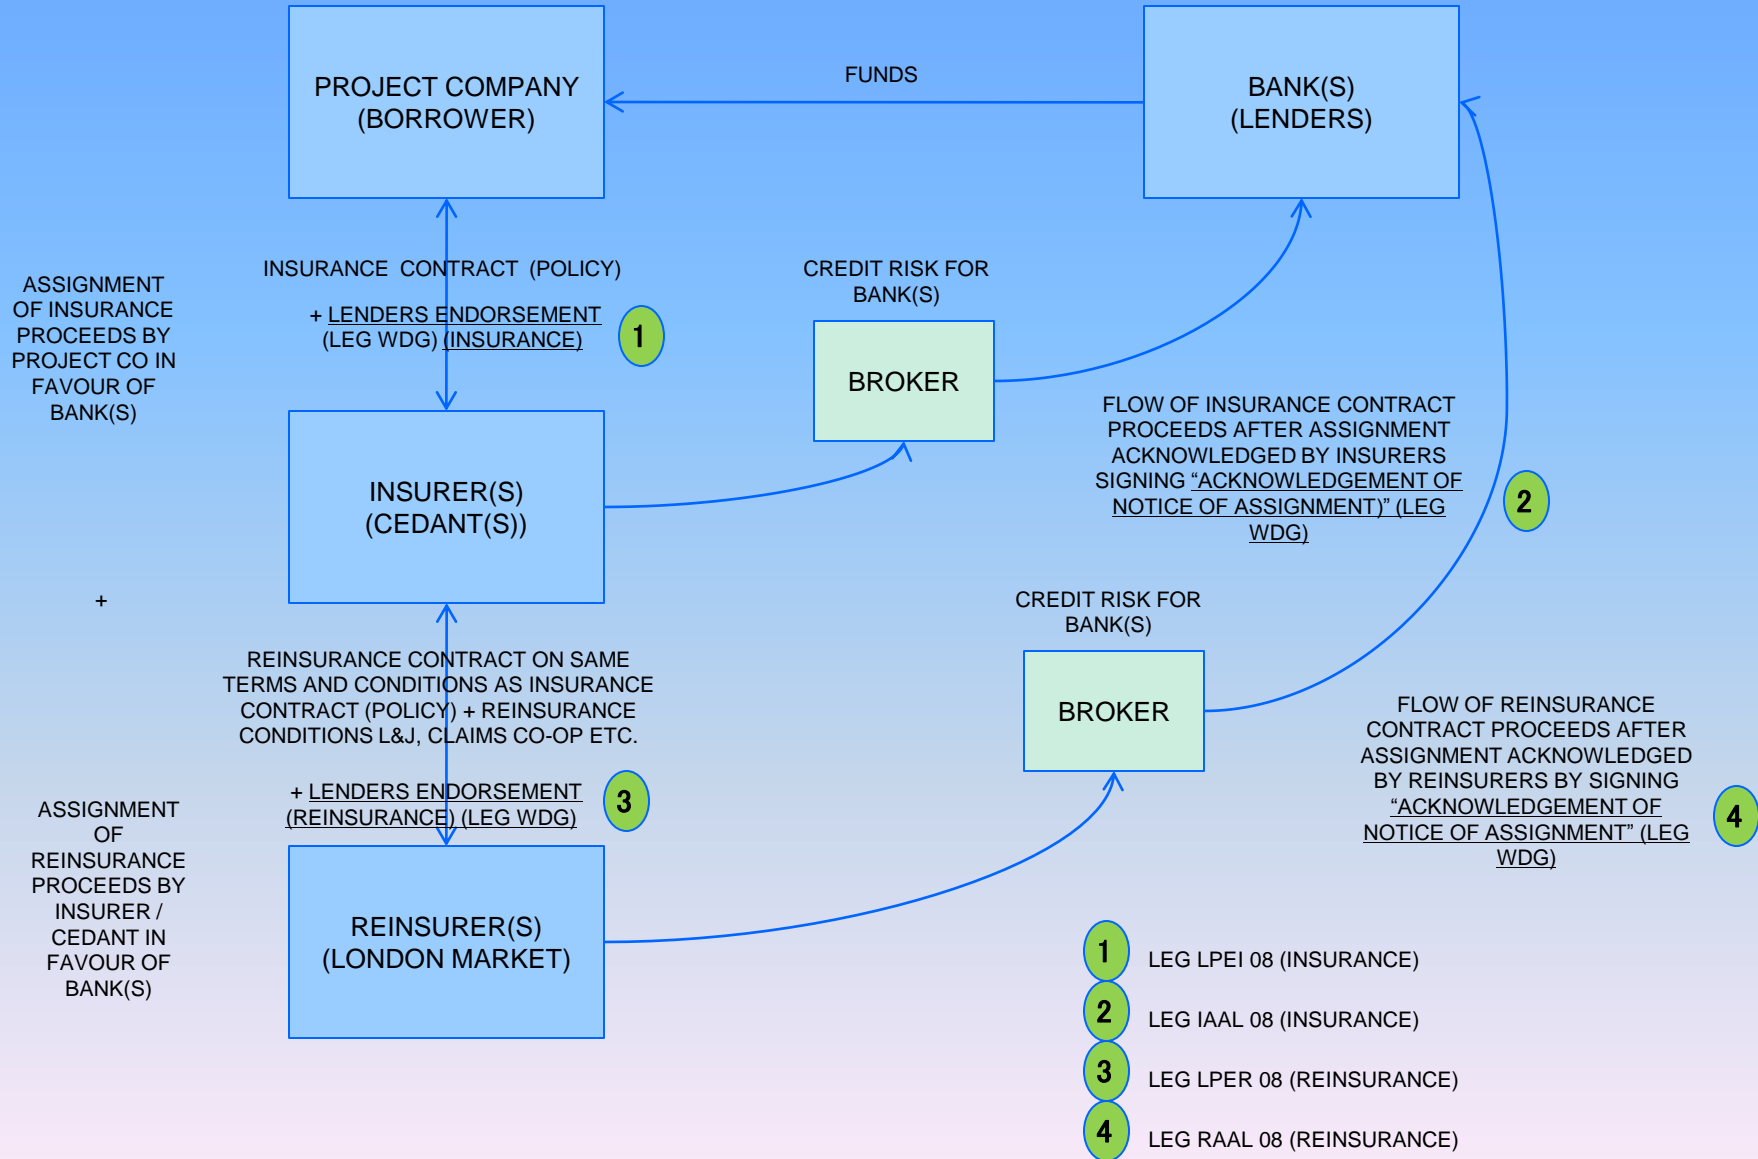 PROJECT COMPANY
(BORROWER)
FUNDS
BANK(S)
(LENDERS)
ASSIGNMENT
OF INSURANCE
PROCEEDS BY
PROJECT CO IN
FAVOUR OF
BANK(S)
INSURANCE CONTRACT (POLICY)
+ LENDERS ENDORSEMENT
(LEG WDG) (INSURANCE)
1
CREDIT RISK FOR
BANK(S)
BROKER
INSURER(S)
(CEDANT(S))
FLOW OF INSURANCE CONTRACT
PROCEEDS AFTER ASSIGNMENT
ACKNOWLEDGED BY INSURERS
SIGNING “ACKNOWLEDGEMENT OF
NOTICE OF ASSIGNMENT)” (LEG
WDG)
2
+
REINSURANCE CONTRACT ON SAME
TERMS AND CONDITIONS AS INSURANCE
CONTRACT (POLICY) + REINSURANCE
CONDITIONS L&J, CLAIMS CO-OP ETC.
+ LENDERS ENDORSEMENT
(REINSURANCE) (LEG WDG)
3
CREDIT RISK FOR
BANK(S)
BROKER
FLOW OF REINSURANCE
CONTRACT PROCEEDS AFTER
ASSIGNMENT ACKNOWLEDGED
BY REINSURERS BY SIGNING
“ACKNOWLEDGEMENT OF
NOTICE OF ASSIGNMENT” (LEG
WDG)
4
ASSIGNMENT
OF
REINSURANCE
PROCEEDS BY
INSURER /
CEDANT IN
FAVOUR OF
BANK(S)
REINSURER(S)
(LONDON MARKET)
1 LEG LPEI 08 (INSURANCE)
2 LEG IAAL 08 (INSURANCE)
3 LEG LPER 08 (REINSURANCE)
4 LEG RAAL 08 (REINSURANCE)